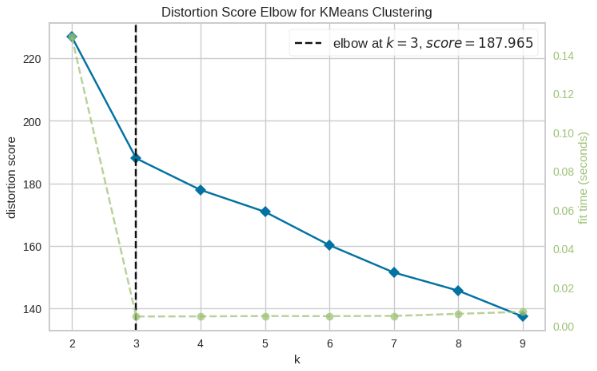 Distortion Score Elbow for KMeans Clustering
elbow at k = 3, score = 187.965
distortion score
220
200
180
160
140
0.14
0.12
0.10
0.08
0.06
0.04
0.02
0.00
fit time (seconds)
2 3 4 5 6 7 8 9
k